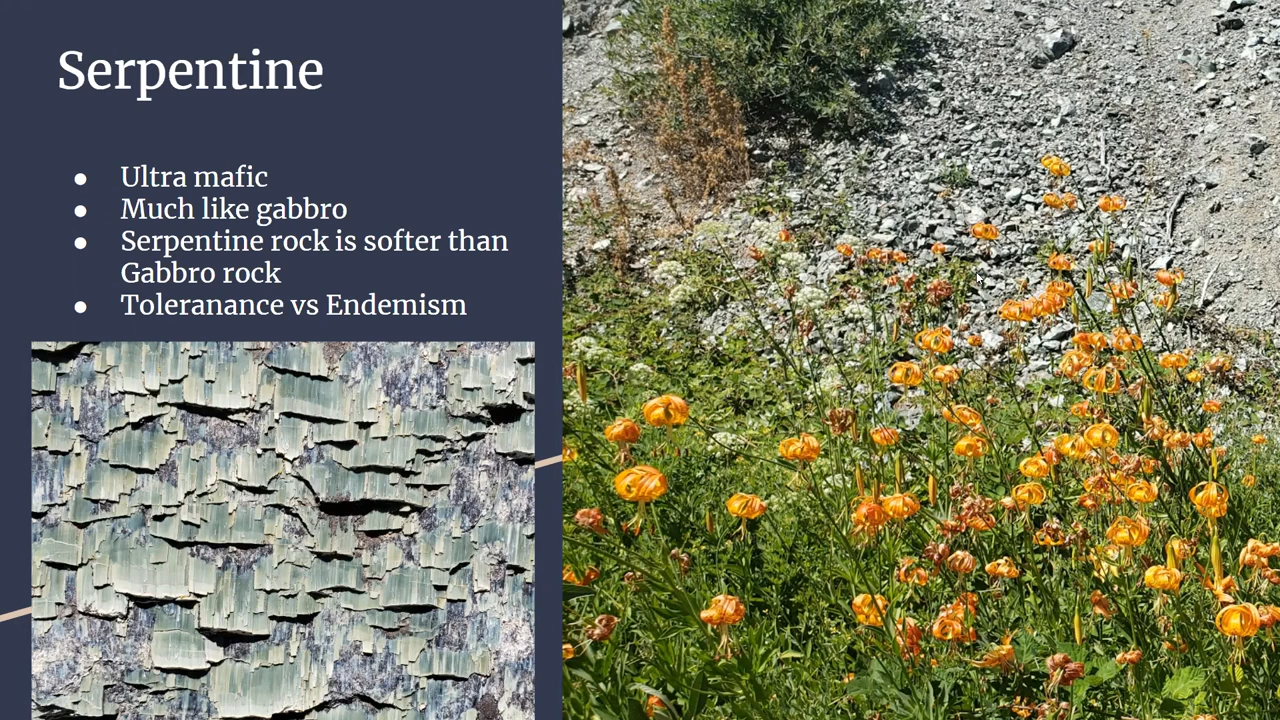 Serpentine
● Ultra mafic
● Much like gabbro
● Serpentine rock is softer than
Gabbro rock
● Toleranance vs Endemism